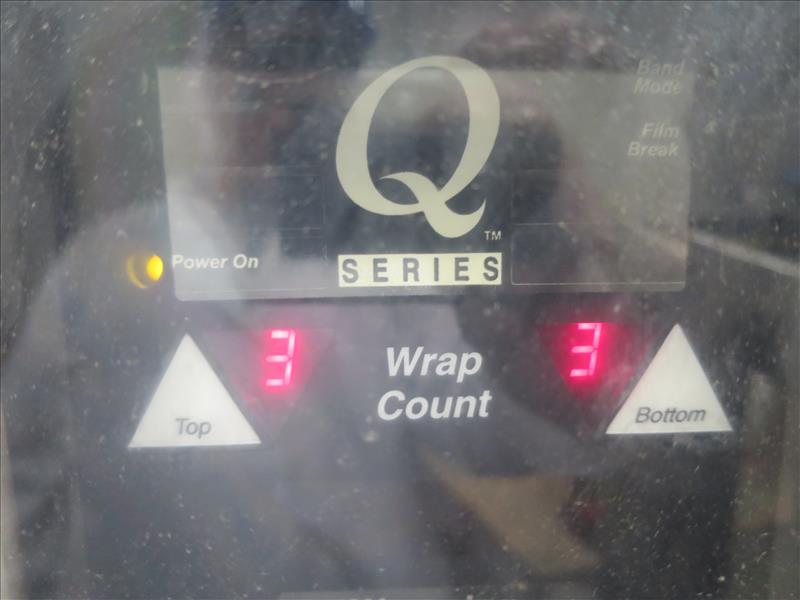 Band
Mode
Film
Break
Q
TM
SERIES
Power On
3
3
Wrap
Count
Top
Bottom